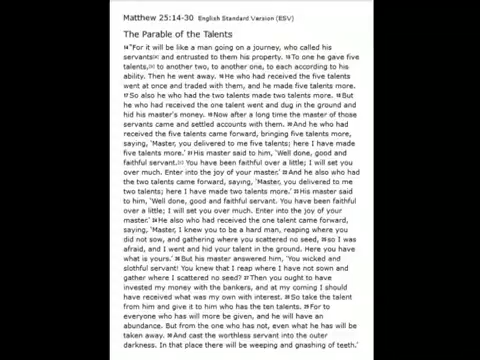 Matthew 25:14-30 English Standard Version (ESV)
The Parable of the Talents
14 "For it will be like a man going on a journey, who called his
servants[a] and entrusted to them his property. 15 To one he gave five
talents,[b] to another two, to another one, to each according to his
ability. Then he went away. 16 He who had received the five talents
went at once and traded with them, and he made five talents more.
17 So also he who had the two talents made two talents more. 18 But
he who had received the one talent went and dug in the ground and
hid his master's money. 19 Now after a long time the master of those
servants came and settled accounts with them. 20 And he who had
received the five talents came forward, bringing five talents more,
saying, 'Master, you delivered to me five talents; here I have made
five talents more.' 21 His master said to him, 'Well done, good and
faithful servant.[c] You have been faithful over a little; I will set you
over much. Enter into the joy of your master.' 22 And he also who had
the two talents came forward, saying, 'Master, you delivered to me
two talents; here I have made two talents more.' 23 His master said
to him, 'Well done, good and faithful servant. You have been faithful
over a little; I will set you over much. Enter into the joy of your
master.' 24 He also who had received the one talent came forward,
saying, 'Master, I knew you to be a hard man, reaping where you
did not sow, and gathering where you scattered no seed, 25 so I was
afraid, and I went and hid your talent in the ground. Here you have
what is yours.' 26 But his master answered him, 'You wicked and
slothful servant! You knew that I reap where I have not sown and
gather where I scattered no seed? 27 Then you ought to have
invested my money with the bankers, and at my coming I should
have received what was my own with interest. 28 So take the talent
from him and give it to him who has the ten talents. 29 For to
everyone who has will more be given, and he will have an
abundance. But from the one who has not, even what he has will be
taken away. 30 And cast the worthless servant into the outer
darkness. In that place there will be weeping and gnashing of teeth.'